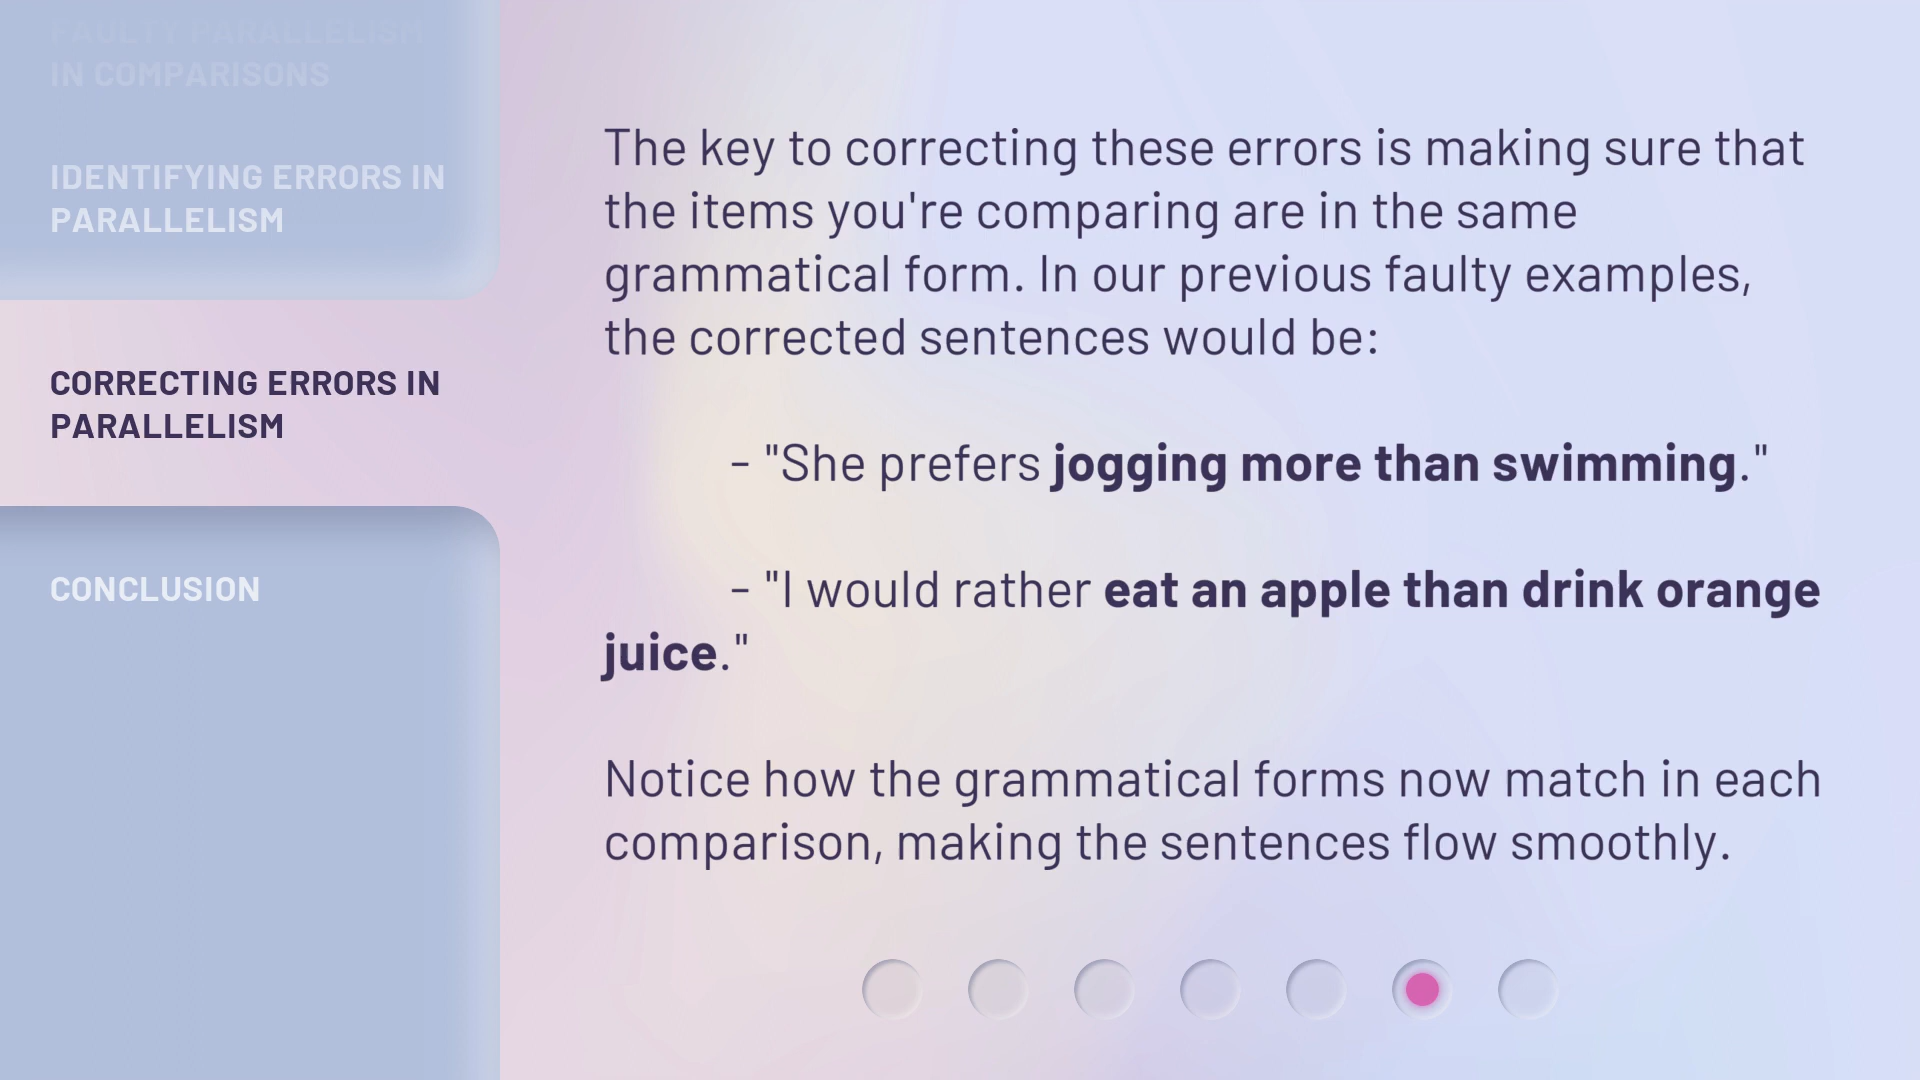 FAULTY PARALLELISM
IN COMPARISONS
IDENTIFYING ERRORS IN
PARALLELISM
CORRECTING ERRORS IN
PARALLELISM
CONCLUSION
The key to correcting these errors is making sure that
the items you're comparing are in the same
grammatical form. In our previous faulty examples,
the corrected sentences would be:
- "She prefers jogging more than swimming."
- "I would rather eat an apple than drink orange
juice."
Notice how the grammatical forms now match in each
comparison, making the sentences flow smoothly.